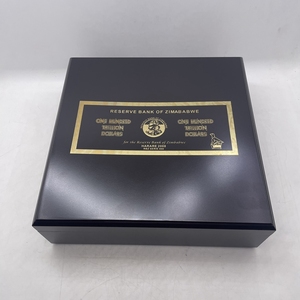 RESERVE BANK OF ZIMBABWE
ONE HUNDRED ONE HUNDRED
TRILLION TRILLION
DOLLARS DOLLARS
for the Reserve Bank of Zimbabwe
HARARE 2008